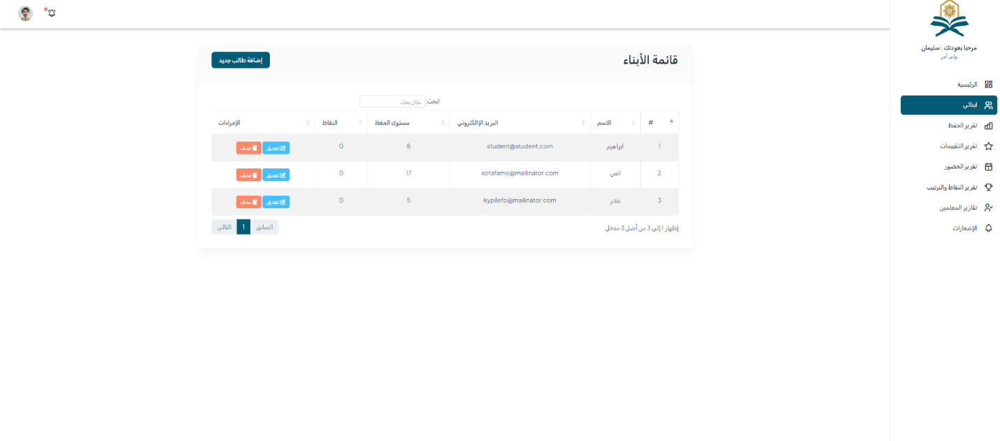 مرحبا بعودتك : سليمان
ولي أمر
الرئيسية
ابنائي
تقرير الحفظ
تقرير التقييمات
تقرير الحضور
تقرير النقاط والترتيب
تقارير المعلمين
الإشعارات
قائمة الأبناء
إضافة طالب جديد
ابحث: مثال بحث
# الاسم البريد الإلكتروني مستوى الحفظ النقاط الإجراءات
1 ابراهيم student@student.com 8 0 تعديل حذف
2 انس xotafamo@mailinator.com 17 0 تعديل حذف
3 بندر kypilefo@mailinator.com 5 0 تعديل حذف
إظهار 1 إلى 3 من أصل 3 مدخل
السابق 1 التالي